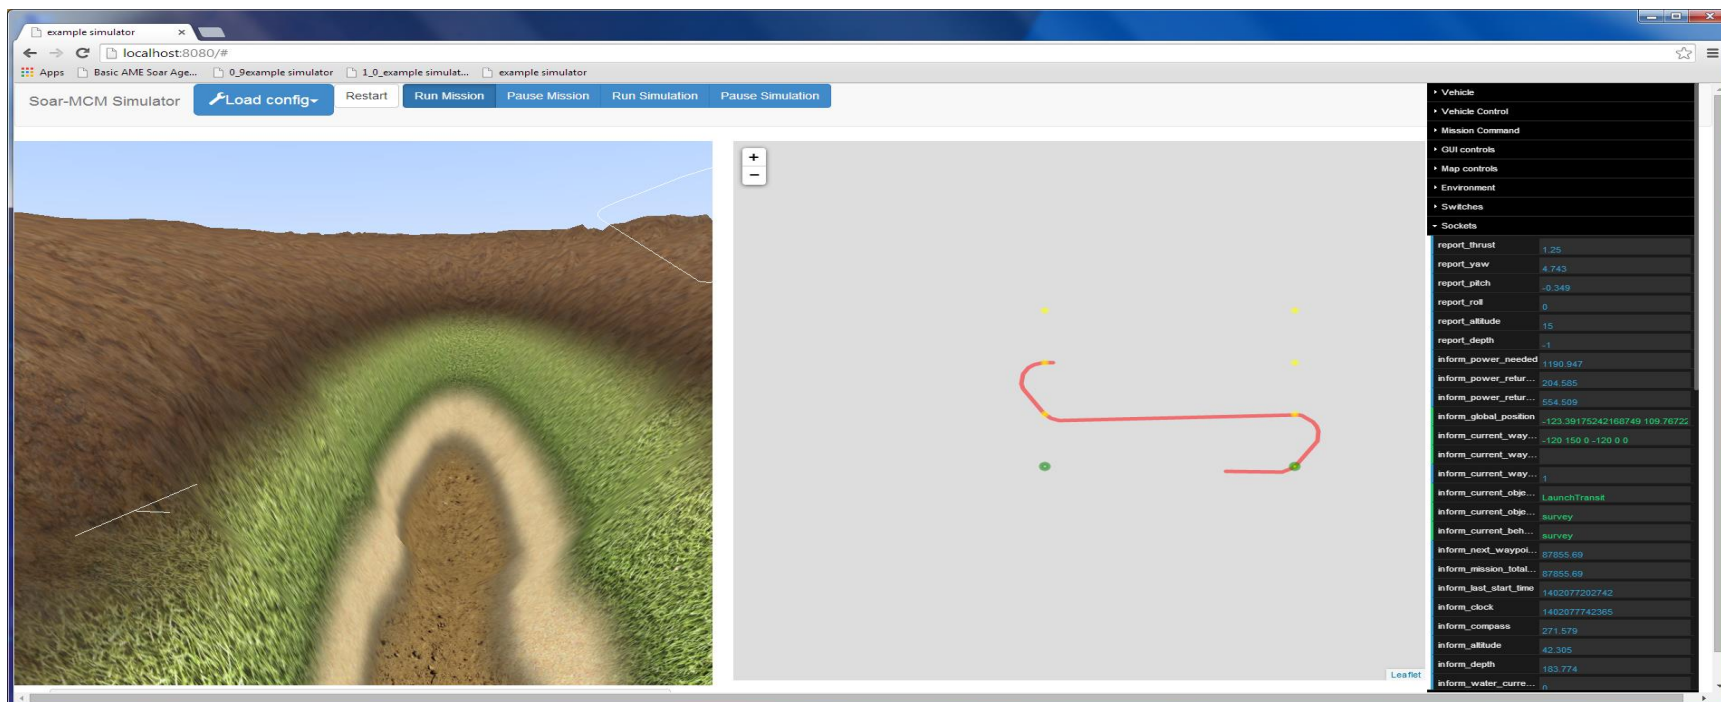 example simulator
localhost:8080/#
Apps Basic AME Soar Age... 0_9example simulator 1_0_example simulat... example simulator
Soar-MCM Simulator Load config Restart Run Mission Pause Mission Run Simulation Pause Simulation
+
−
Leaflet
Vehicle
Vehicle Control
Mission Command
GUI controls
Map controls
Environment
Switches
Sockets
report_thrust 1.25
report_yaw 4.743
report_pitch -0.349
report_roll 0
report_altitude 15
report_depth -1
inform_power_needed 1190.947
inform_power_retur... 204.585
inform_power_retur... 554.509
inform_global_position -123.39175242168749 109.76722
inform_current_way... -120 150 0 -120 0 0
inform_current_way...
inform_current_way... 1
inform_current_obje... LaunchTransit
inform_current_obje... survey
inform_current_beh... survey
inform_next_waypoi... 87855.69
inform_mission_total... 87855.69
inform_last_start_time 1402077202742
inform_clock 1402077742365
inform_compass 271.579
inform_altitude 42.305
inform_depth 183.774
inform_water_curre... 0